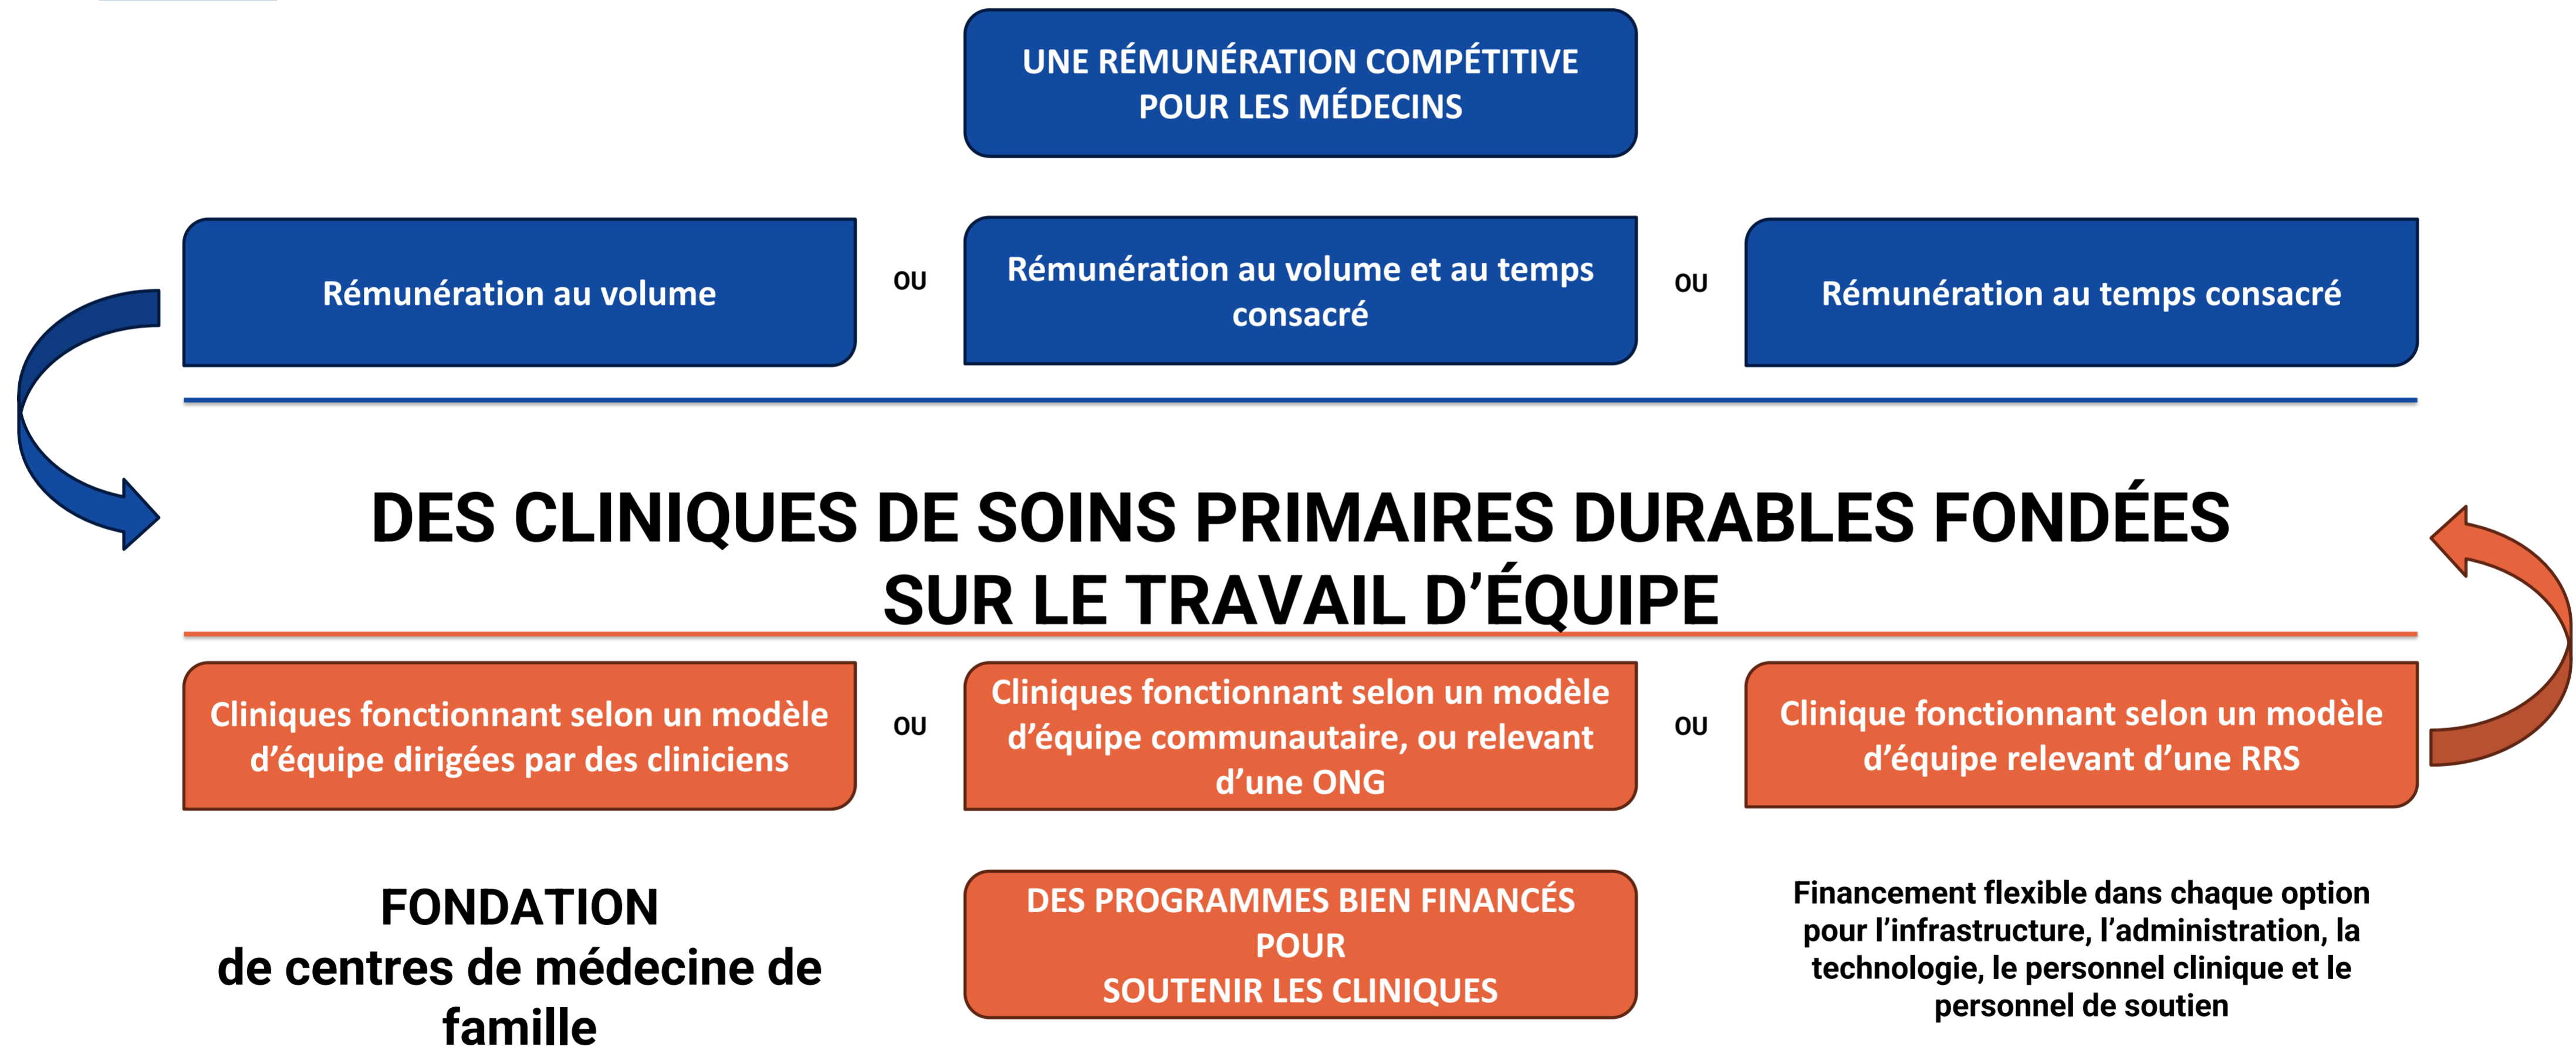 UNE RÉMUNÉRATION COMPÉTITIVE
POUR LES MÉDECINS
Rémunération au volume
OU
Rémunération au volume et au temps
consacré
OU
Rémunération au temps consacré
DES CLINIQUES DE SOINS PRIMAIRES DURABLES FONDÉES
SUR LE TRAVAIL D’ÉQUIPE
Cliniques fonctionnant selon un modèle
d’équipe dirigées par des cliniciens
OU
Cliniques fonctionnant selon un modèle
d’équipe communautaire, ou relevant
d’une ONG
OU
Clinique fonctionnant selon un modèle
d’équipe relevant d’une RRS
FONDATION
de centres de médecine de
famille
DES PROGRAMMES BIEN FINANCÉS
POUR
SOUTENIR LES CLINIQUES
Financement flexible dans chaque option
pour l’infrastructure, l’administration, la
technologie, le personnel clinique et le
personnel de soutien